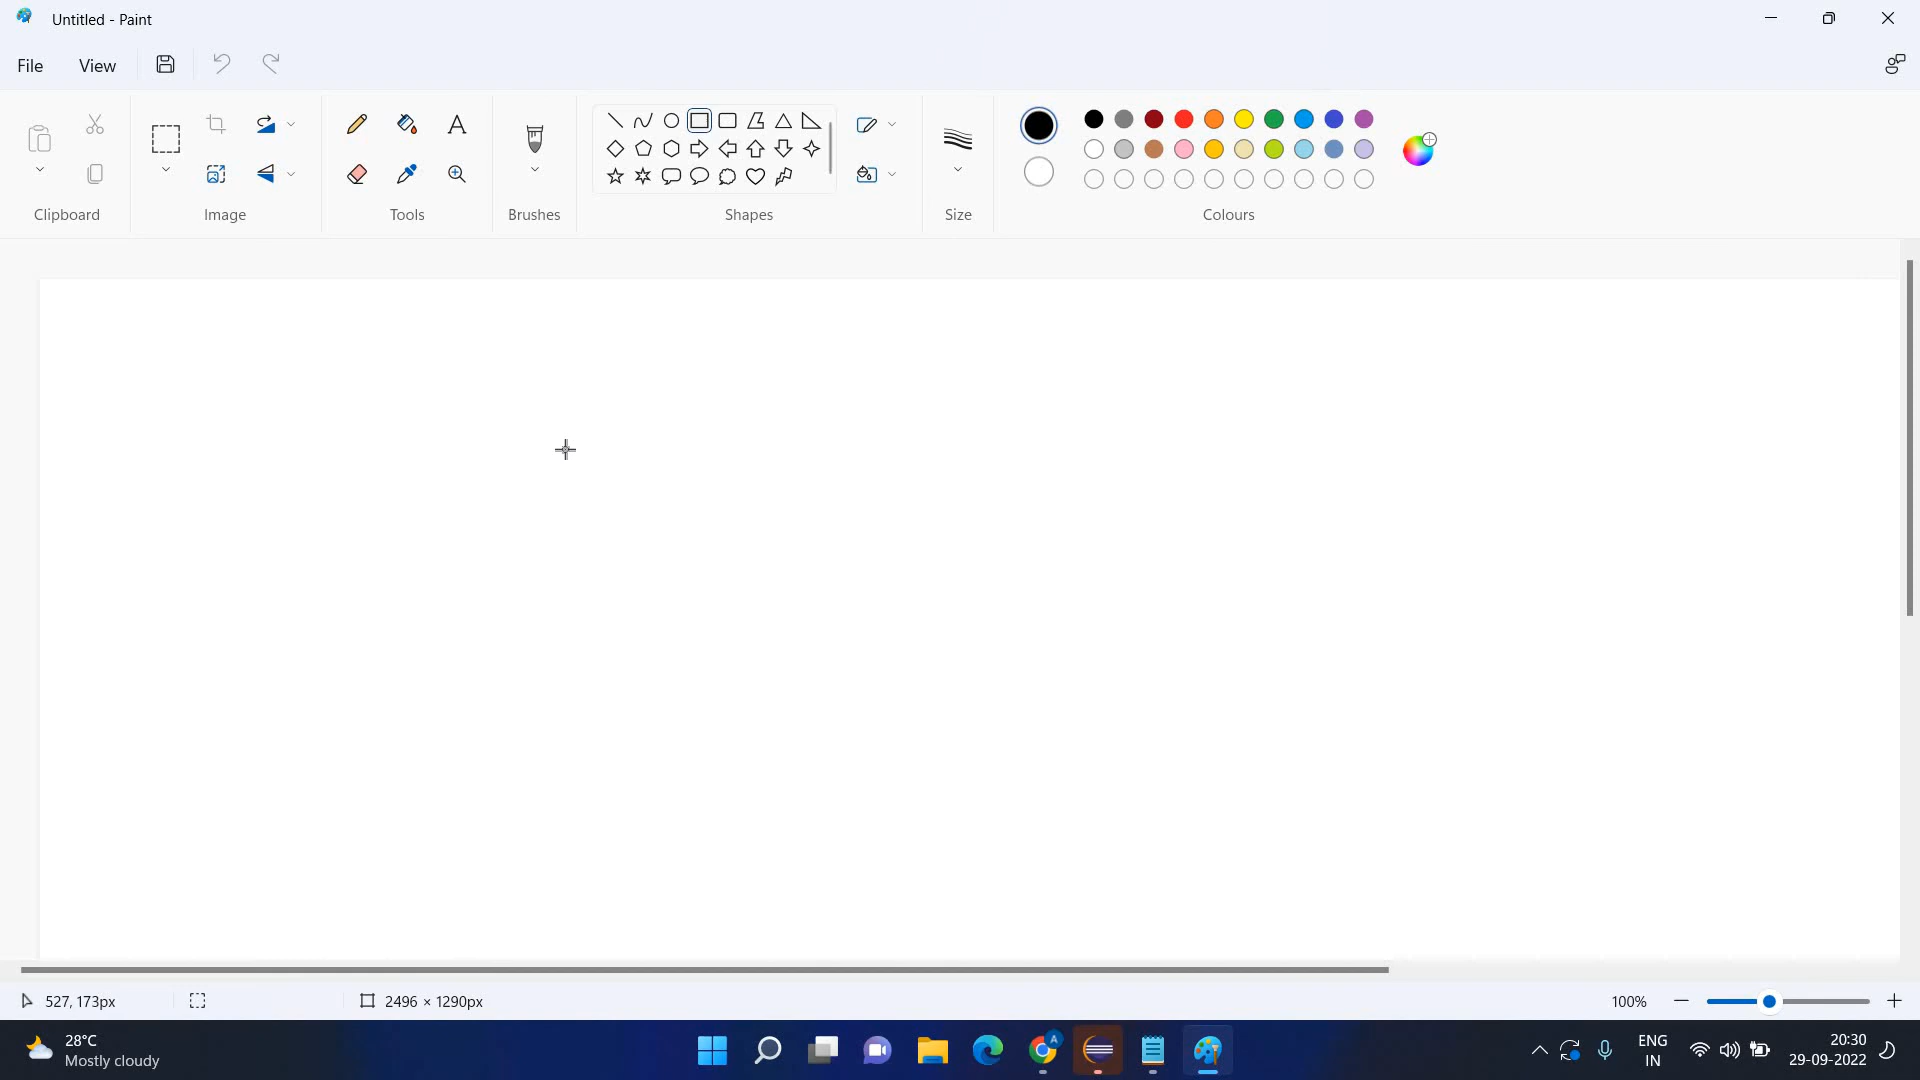 Untitled - Paint
File View
Clipboard
Image
Tools
Brushes
Shapes
Size
Colours
527, 173px
2496 × 1290px
100%
28°C
Mostly cloudy
A
ENG
IN
20:30
29-09-2022